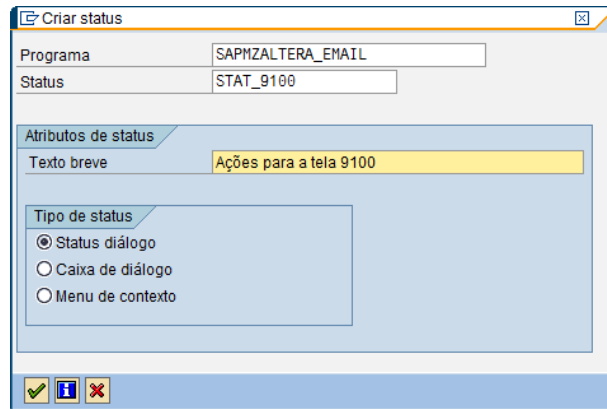 Criar status
Programa SAPMZALTERA_EMAIL
Status STAT_9100
Atributos de status
Texto breve Ações para a tela 9100
Tipo de status
Status diálogo
Caixa de diálogo
Menu de contexto